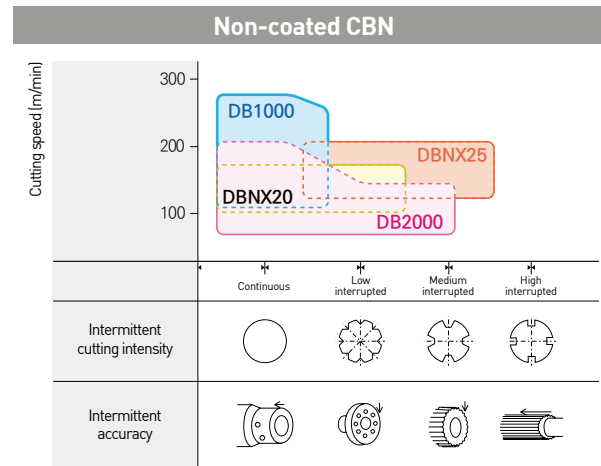 Non-coated CBN
Cutting speed (m/min)
300
200
100
DB1000
DBNX25
DBNX20
DB2000
Continuous
Low
interrupted
Medium
interrupted
High
interrupted
Intermittent
cutting intensity
Intermittent
accuracy